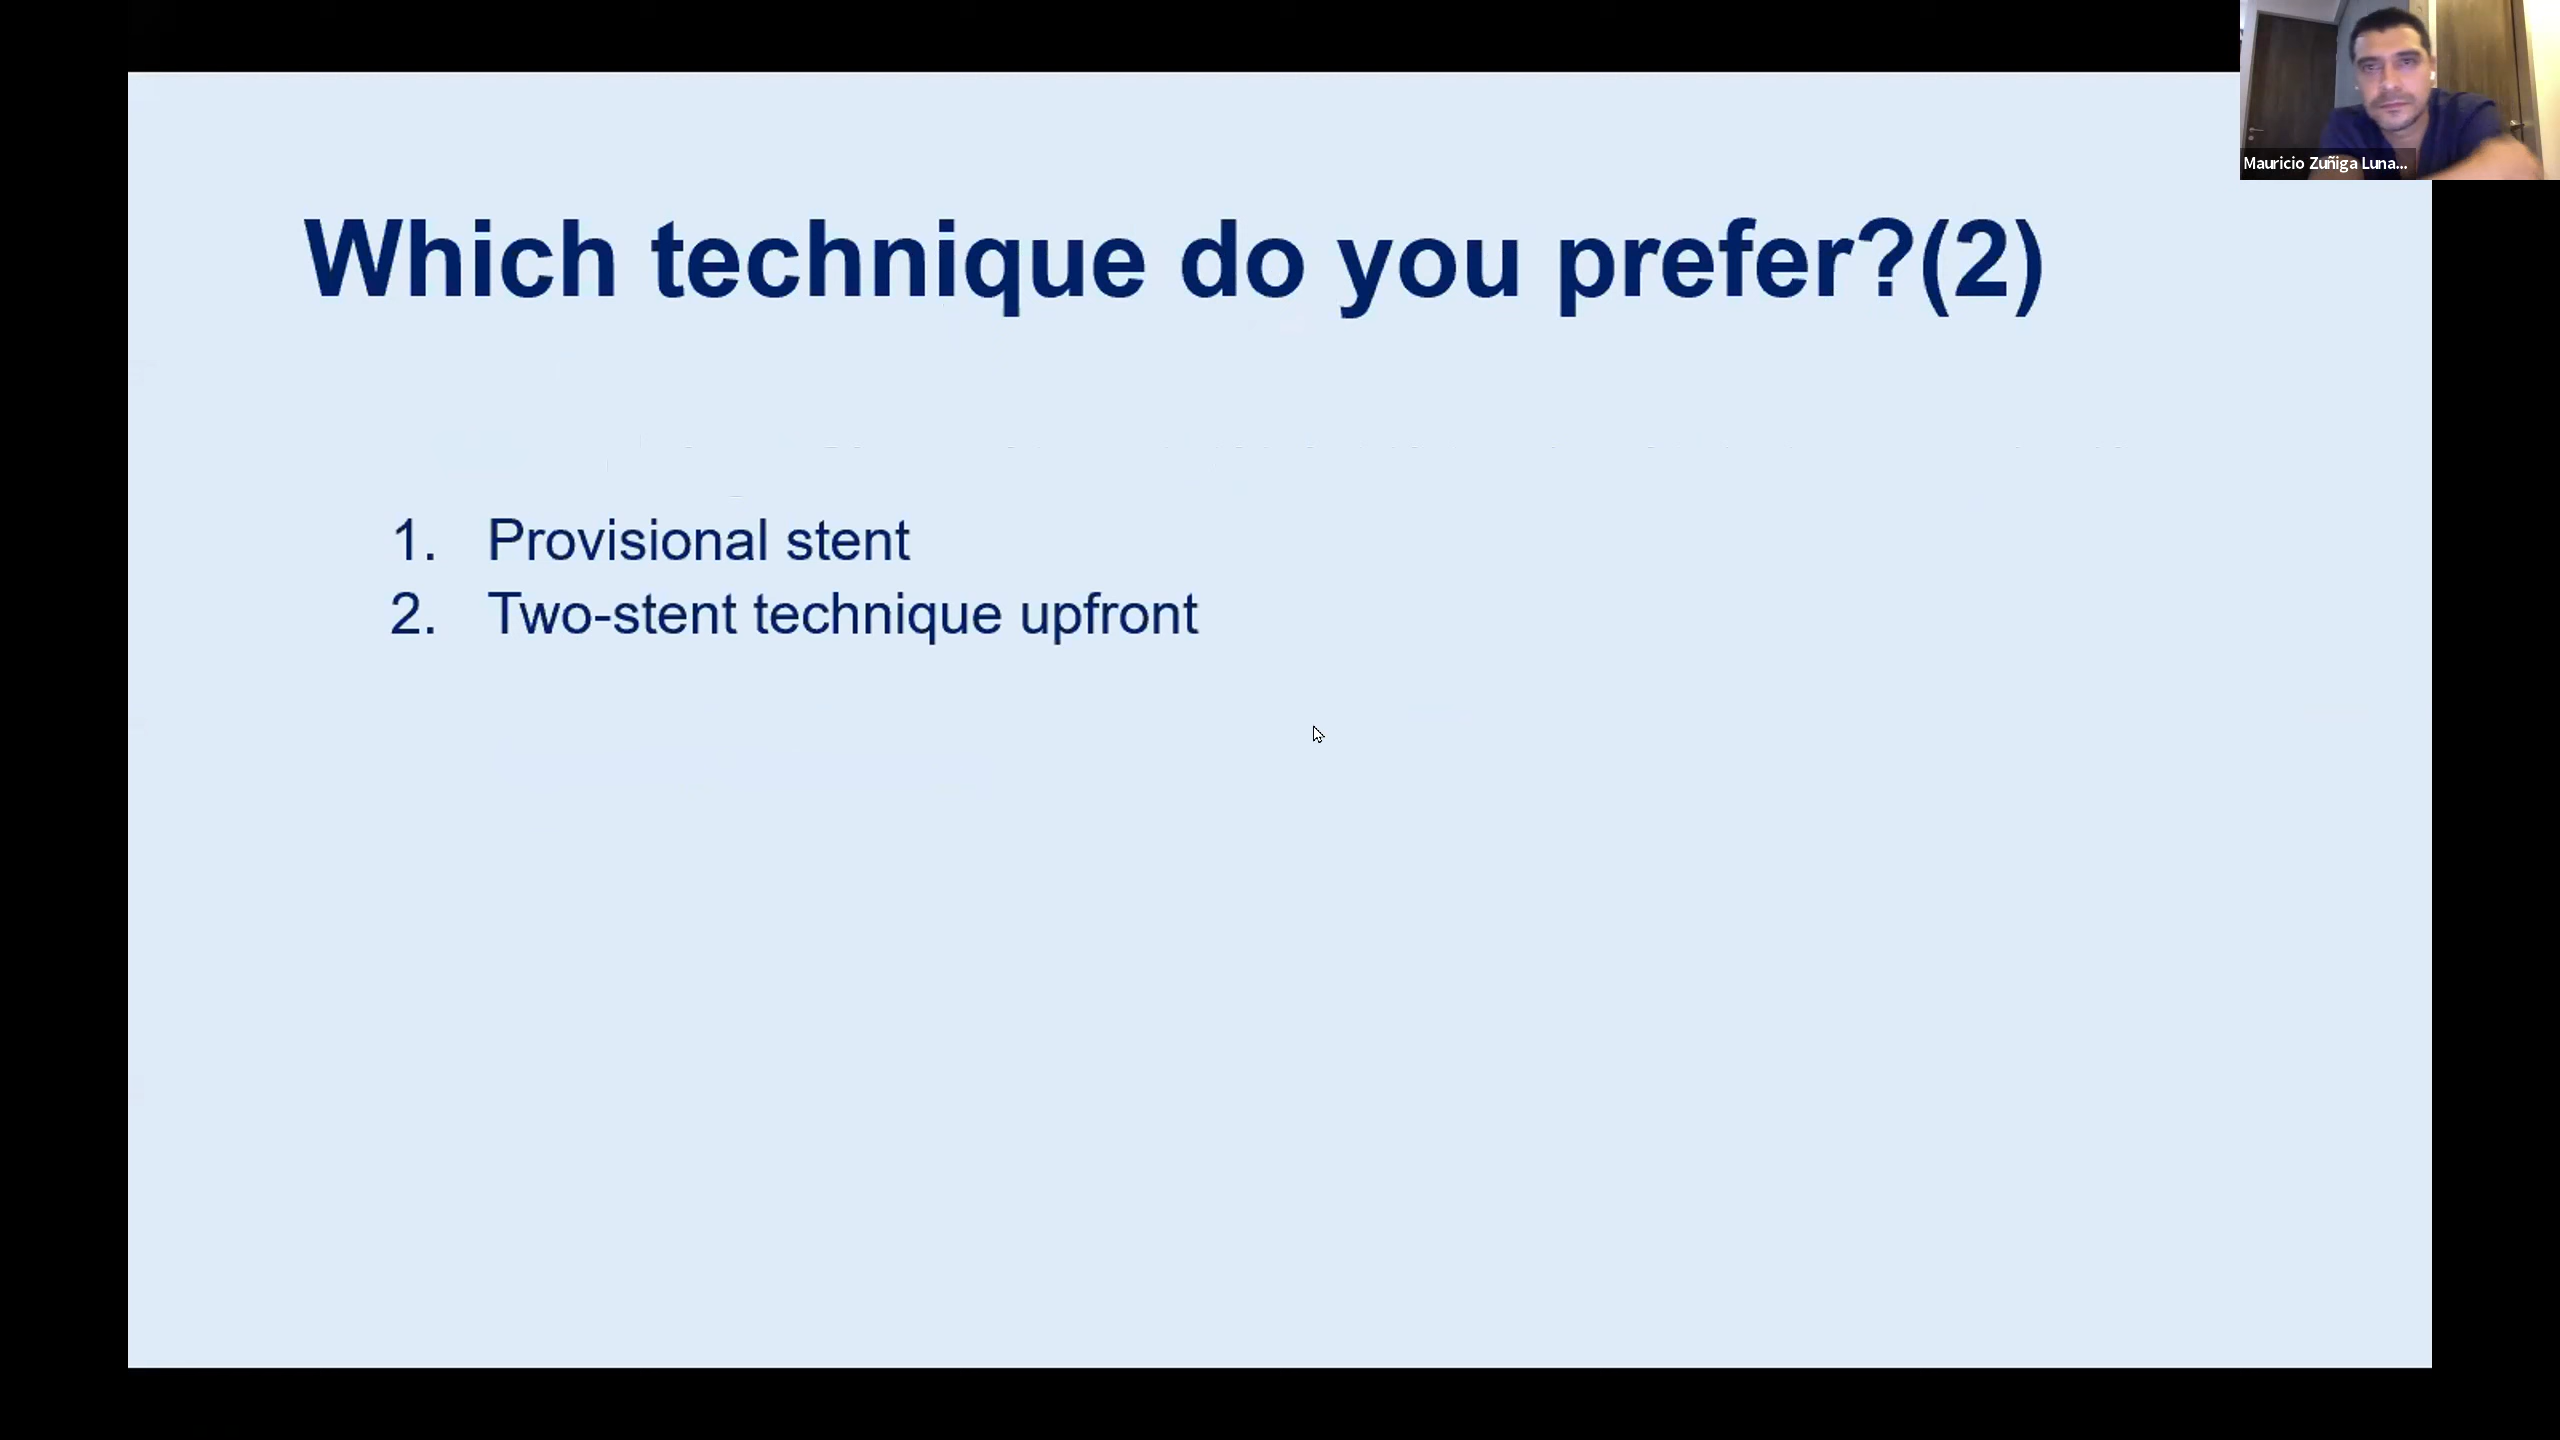 Mauricio Zuñiga Luna...
Which technique do you prefer?(2)
1. Provisional stent
2. Two-stent technique upfront